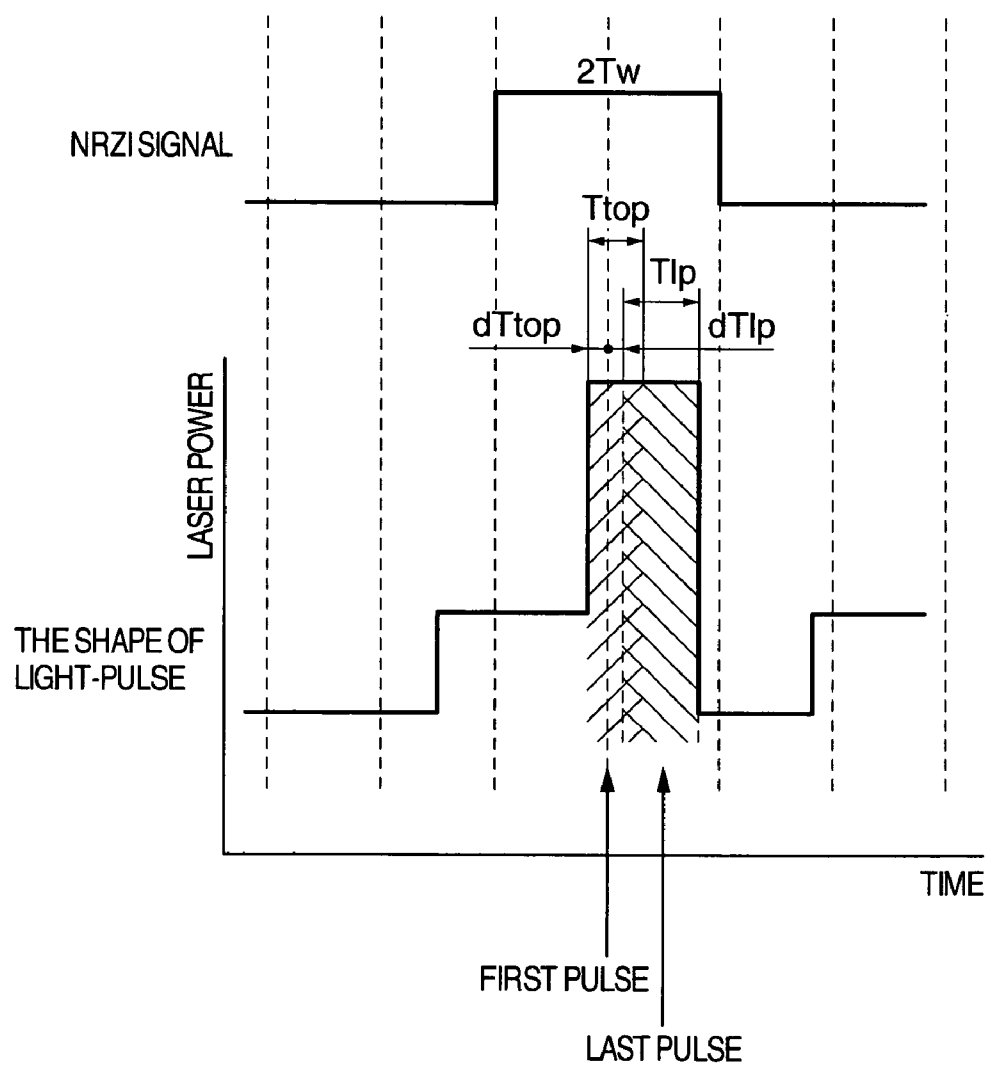 2Tw
NRZI SIGNAL
Ttop
Tlp
dTtop
dTlp
LASER POWER
THE SHAPE OF
LIGHT-PULSE
TIME
FIRST PULSE
LAST PULSE